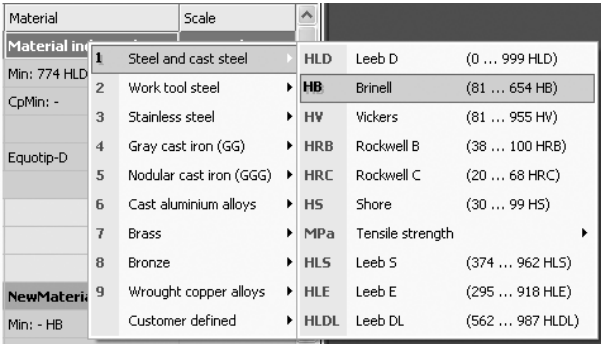 Material Scale
Material in
Min: 774 HLD
CpMin: -
Equotip-D
NewMateria
Min: - HB
1 Steel and cast steel
2 Work tool steel
3 Stainless steel
4 Gray cast iron (GG)
5 Nodular cast iron (GGG)
6 Cast aluminium alloys
7 Brass
8 Bronze
9 Wrought copper alloys
Customer defined
HLD Leeb D (0 ... 999 HLD)
HB Brinell (81 ... 654 HB)
HV Vickers (81 ... 955 HV)
HRB Rockwell B (38 ... 100 HRB)
HRC Rockwell C (20 ... 68 HRC)
HS Shore (30 ... 99 HS)
MPa Tensile strength
HLS Leeb S (374 ... 962 HLS)
HLE Leeb E (295 ... 918 HLE)
HLDL Leeb DL (562 ... 987 HLDL)